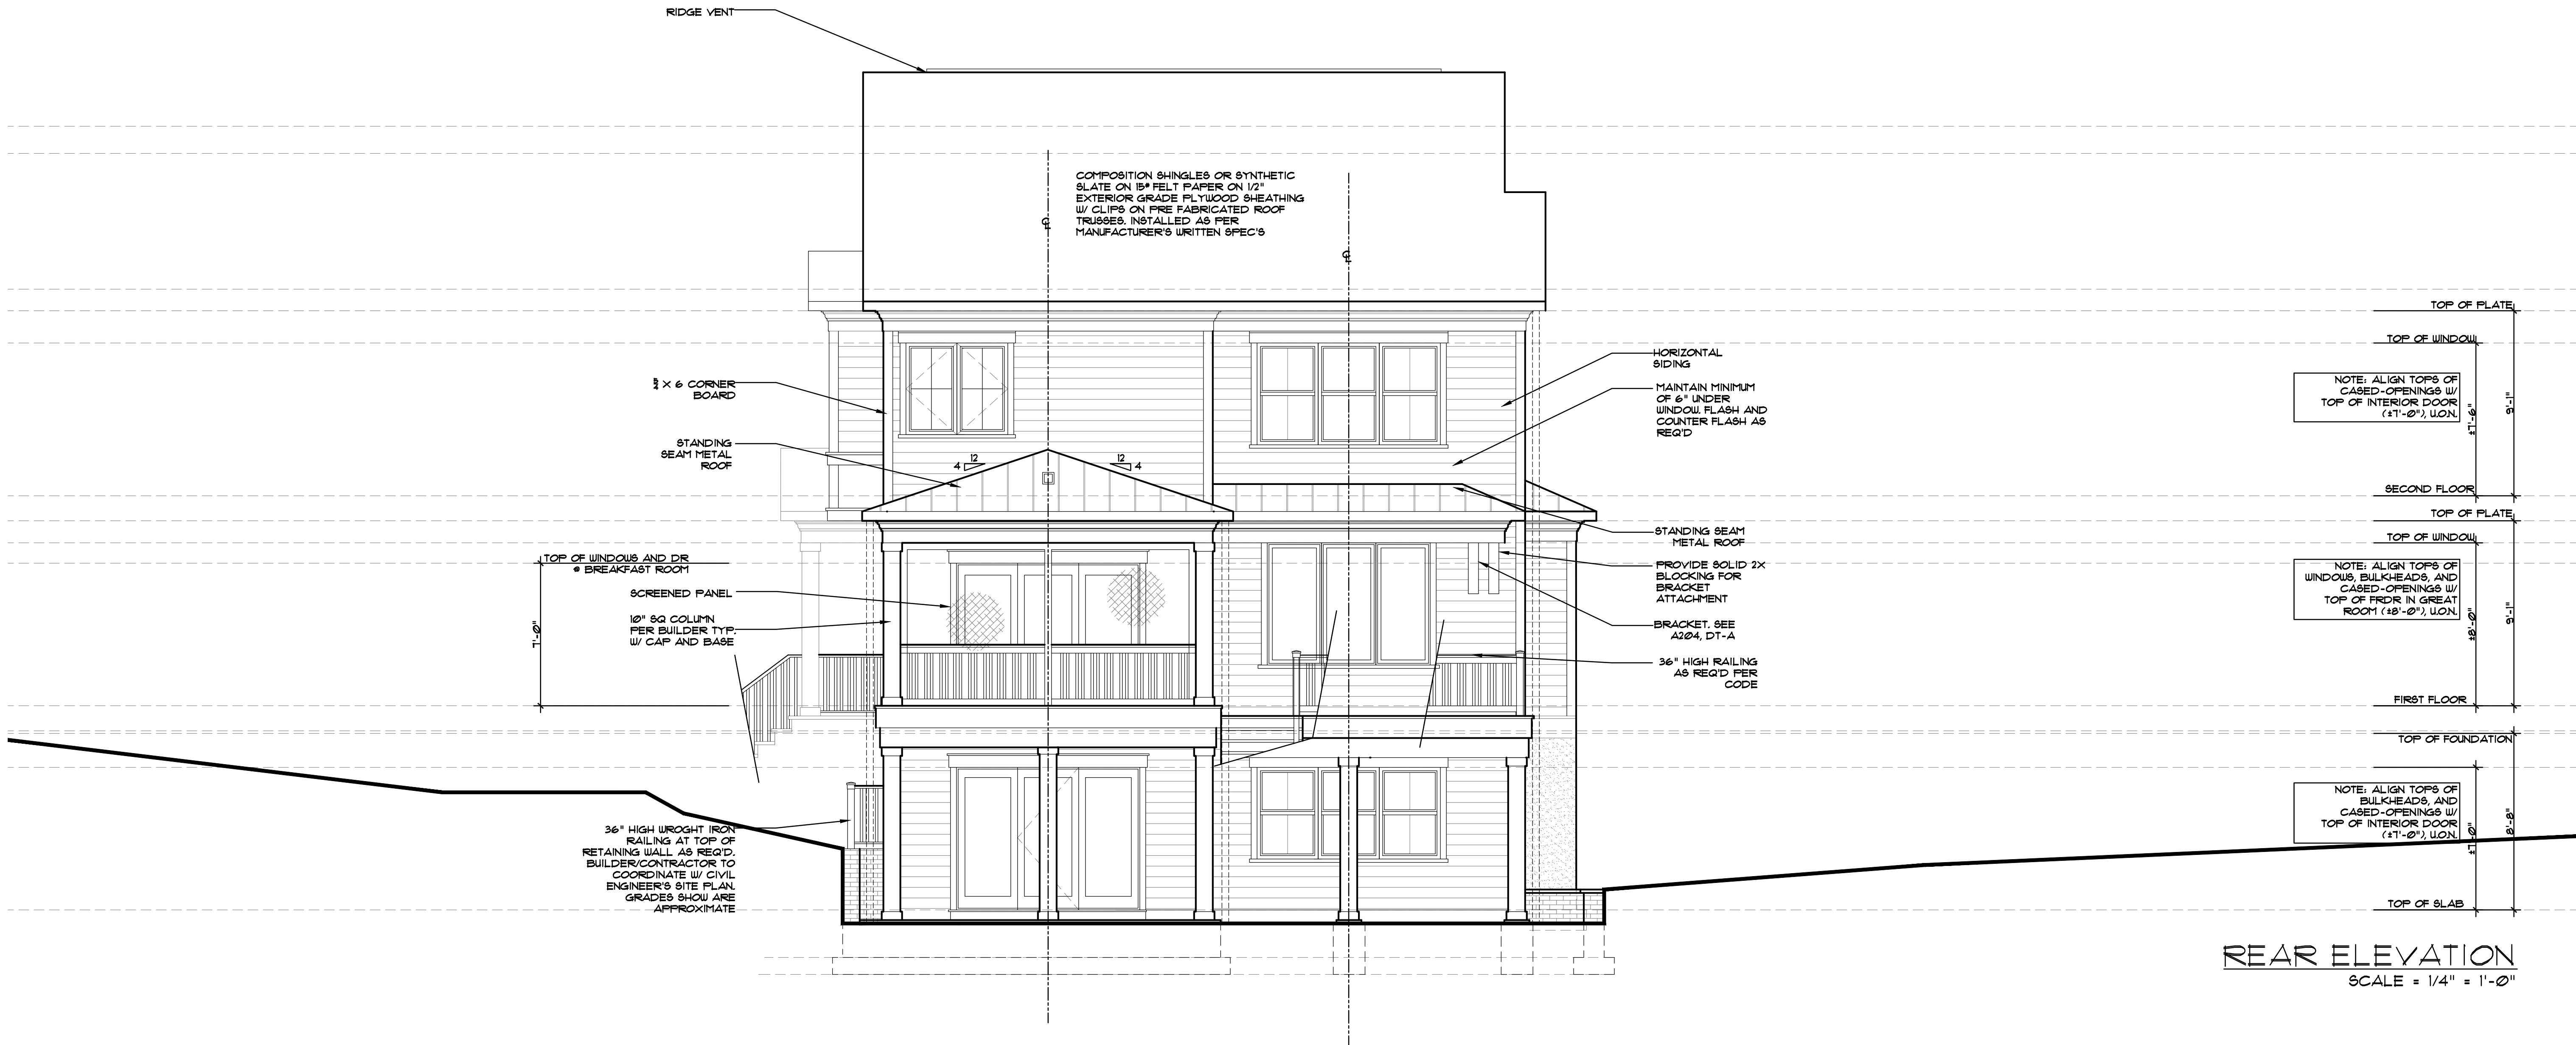 RIDGE VENT
COMPOSITION SHINGLES OR SYNTHETIC
SLATE ON 15# FELT PAPER ON 1/2"
EXTERIOR GRADE PLYWOOD SHEATHING
W/ CLIPS ON PRE FABRICATED ROOF
TRUSSES. INSTALLED AS PER
MANUFACTURER'S WRITTEN SPEC'S
5/4 X 6 CORNER
BOARD
STANDING
SEAM METAL
ROOF
12
4
12
4
TOP OF WINDOWS AND DR
@ BREAKFAST ROOM
7'-0"
SCREENED PANEL
10" SQ COLUMN
PER BUILDER TYP.
W/ CAP AND BASE
36" HIGH WROGHT IRON
RAILING AT TOP OF
RETAINING WALL AS REQ'D.
BUILDER/CONTRACTOR TO
COORDINATE W/ CIVIL
ENGINEER'S SITE PLAN.
GRADES SHOW ARE
APPROXIMATE
HORIZONTAL
SIDING
MAINTAIN MINIMUM
OF 6" UNDER
WINDOW. FLASH AND
COUNTER FLASH AS
REQ'D
STANDING SEAM
METAL ROOF
PROVIDE SOLID 2X
BLOCKING FOR
BRACKET
ATTACHMENT
BRACKET. SEE
A204, DT-A
36" HIGH RAILING
AS REQ'D PER
CODE
TOP OF PLATE
TOP OF WINDOW
NOTE: ALIGN TOPS OF
CASED-OPENINGS W/
TOP OF INTERIOR DOOR
(±7'-0"), U.O.N.
±7'-6"
9'-1"
SECOND FLOOR
TOP OF PLATE
TOP OF WINDOW
NOTE: ALIGN TOPS OF
WINDOWS, BULKHEADS, AND
CASED-OPENINGS W/
TOP OF FRDR IN GREAT
ROOM (±8'-0"), U.O.N.
±8'-0"
9'-1"
FIRST FLOOR
TOP OF FOUNDATION
NOTE: ALIGN TOPS OF
BULKHEADS, AND
CASED-OPENINGS W/
TOP OF INTERIOR DOOR
(±7'-0"), U.O.N.
±7'-0"
8'-8"
TOP OF SLAB
REAR ELEVATION
SCALE = 1/4" = 1'-0"